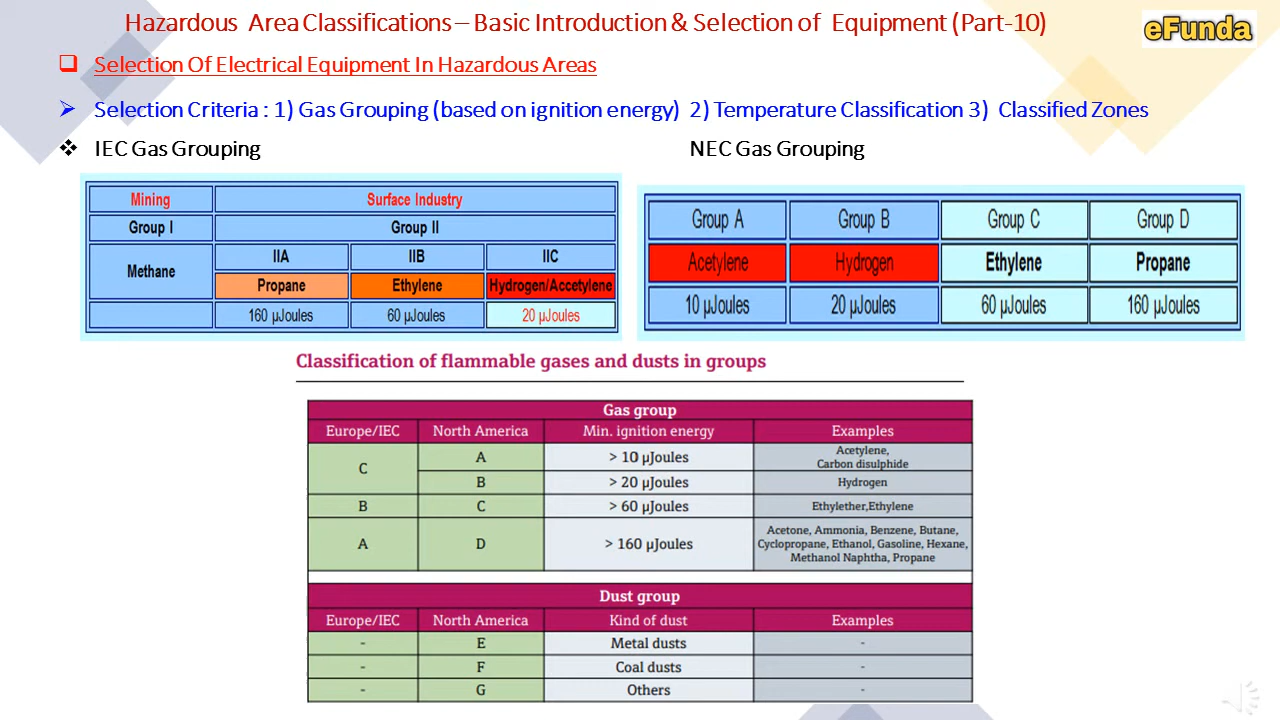 Hazardous Area Classifications – Basic Introduction & Selection of Equipment (Part-10)
eFunda
Selection Of Electrical Equipment In Hazardous Areas
Selection Criteria : 1) Gas Grouping (based on ignition energy) 2) Temperature Classification 3) Classified Zones
IEC Gas Grouping
NEC Gas Grouping
Mining Surface Industry
Group I Group II
Methane IIA IIB IIC
Propane Ethylene Hydrogen/Accetylene
160 µJoules 60 µJoules 20 µJoules
Group A Group B Group C Group D
Acetylene Hydrogen Ethylene Propane
10 µJoules 20 µJoules 60 µJoules 160 µJoules
Classification of flammable gases and dusts in groups
Gas group
Europe/IEC North America Min. ignition energy Examples
C A > 10 µJoules Acetylene,
Carbon disulphide
B > 20 µJoules Hydrogen
B C > 60 µJoules Ethylether,Ethylene
A D > 160 µJoules Acetone, Ammonia, Benzene, Butane,
Cyclopropane, Ethanol, Gasoline, Hexane,
Methanol Naphtha, Propane
Dust group
Europe/IEC North America Kind of dust Examples
- E Metal dusts -
- F Coal dusts -
- G Others -